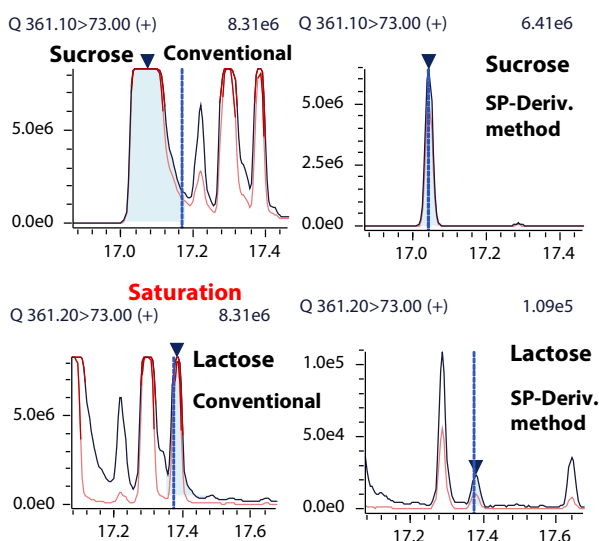 Q 361.10>73.00 (+) 8.31e6
Sucrose Conventional
5.0e6
0.0e0
17.0 17.2 17.4
Q 361.10>73.00 (+) 6.41e6
Sucrose
SP-Deriv.
method
5.0e6
2.5e6
0.0e0
17.0 17.2 17.4
Saturation
Q 361.20>73.00 (+) 8.31e6
Lactose
Conventional
5.0e6
0.0e0
17.2 17.4 17.6
Q 361.20>73.00 (+) 1.09e5
Lactose
SP-Deriv.
method
1.0e5
5.0e4
0.0e0
17.2 17.4 17.6